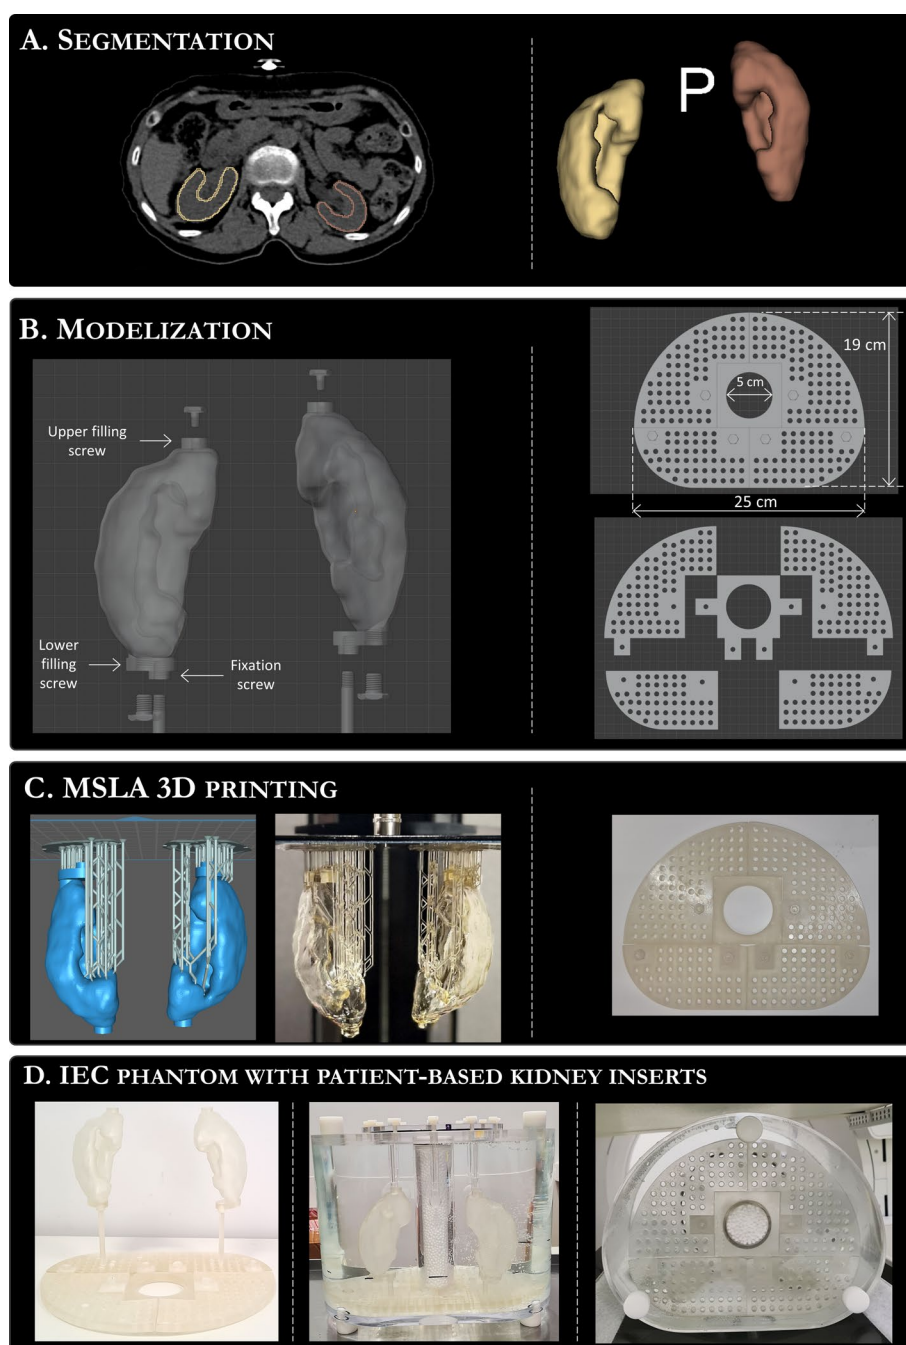 A. SEGMENTATION
P
B. MODELIZATION
Upper filling
screw
Lower
filling
screw
Fixation
screw
19 cm
5 cm
25 cm
C. MSLA 3D PRINTING
D. IEC PHANTOM WITH PATIENT-BASED KIDNEY INSERTS